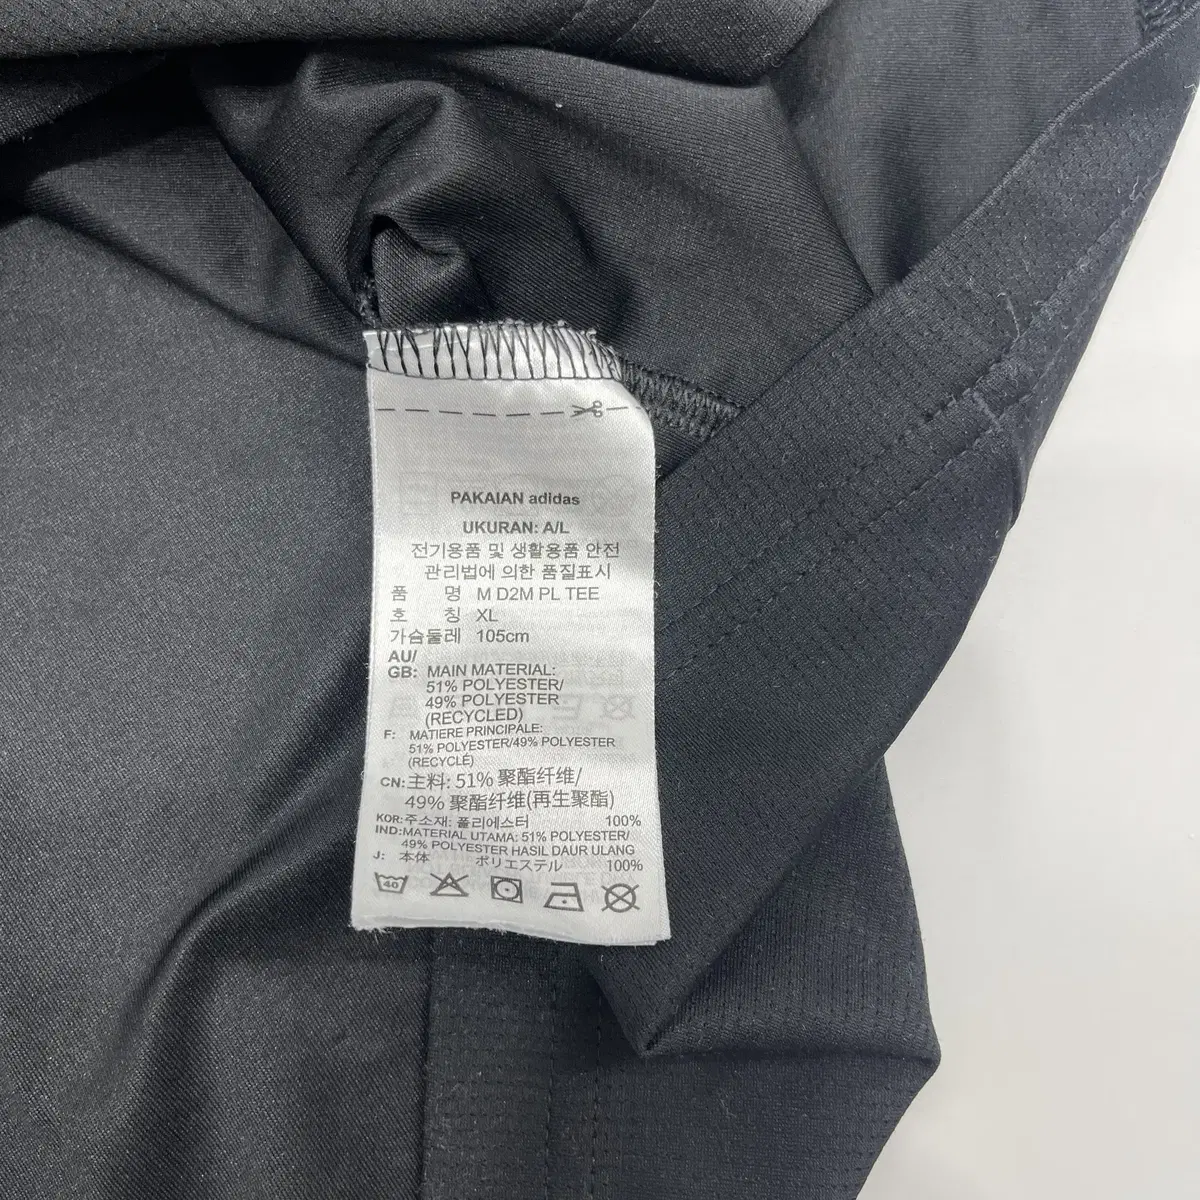 PAKAIAN adidas
UKURAN: A/L
전기용품 및 생활용품 안전
관리법에 의한 품질표시
품 명 M D2M PL TEE
호 칭 XL
가슴둘레 105cm
AU/
GB: MAIN MATERIAL:
51% POLYESTER/
49% POLYESTER
(RECYCLED)
F: MATIERE PRINCIPALE:
51% POLYESTER/49% POLYESTER
(RECYCLÉ)
CN: 主料: 51% 聚酯纤维/
49% 聚酯纤维(再生聚酯)
KOR: 주소재: 폴리에스터 100%
IND: MATERIAL UTAMA: 51% POLYESTER/
49% POLYESTER HASIL DAUR ULANG
J: 本体 ポリエステル 100%
40